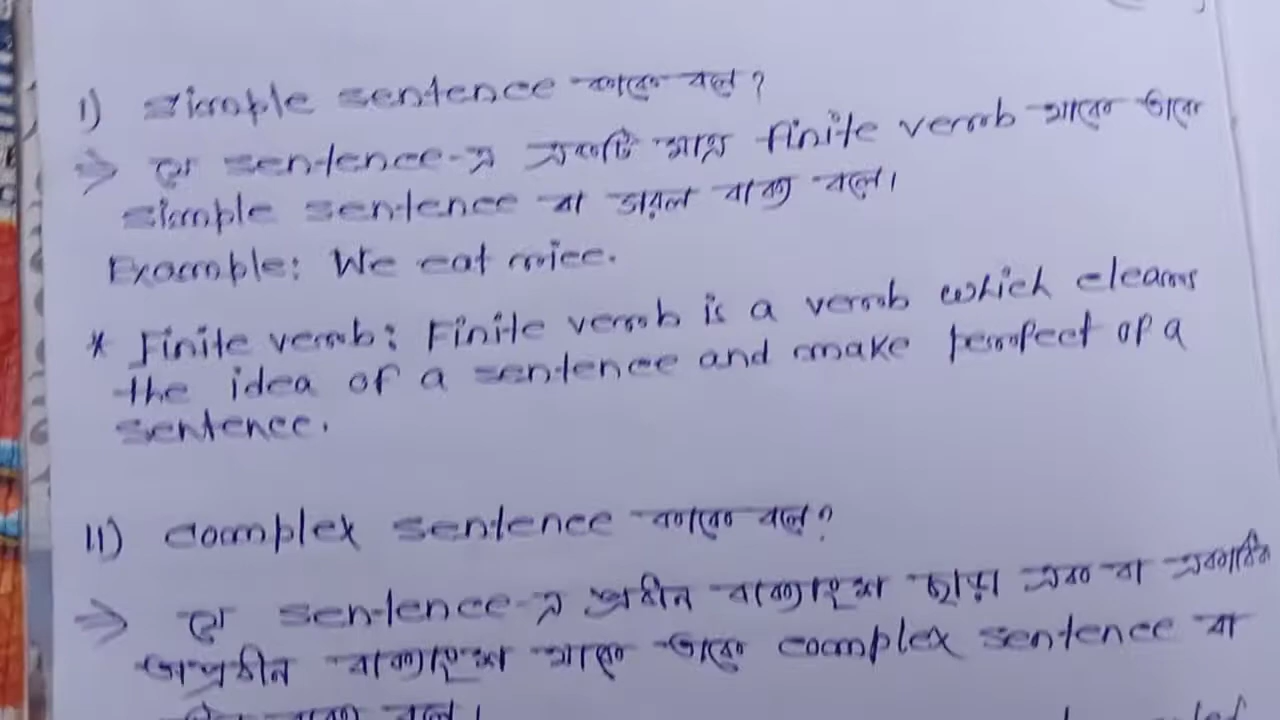 i) Simple sentence কাকে বলে?
⇒ যে sentence-এ একটি মাত্র finite verb থাকে তাকে
simple sentence বা সরল বাক্য বলে।
Example: We eat rice.
* Finite verb: Finite verb is a verb which clears
the idea of a sentence and make perfect of a
sentence.
ii) Complex sentence কাকে বলে?
⇒ যে sentence-এ প্রধান বাক্যাংশ ছাড়া এক বা একাধিক
অপ্রধান বাক্যাংশ থাকে তাকে complex sentence বা
বাক্য বলে।